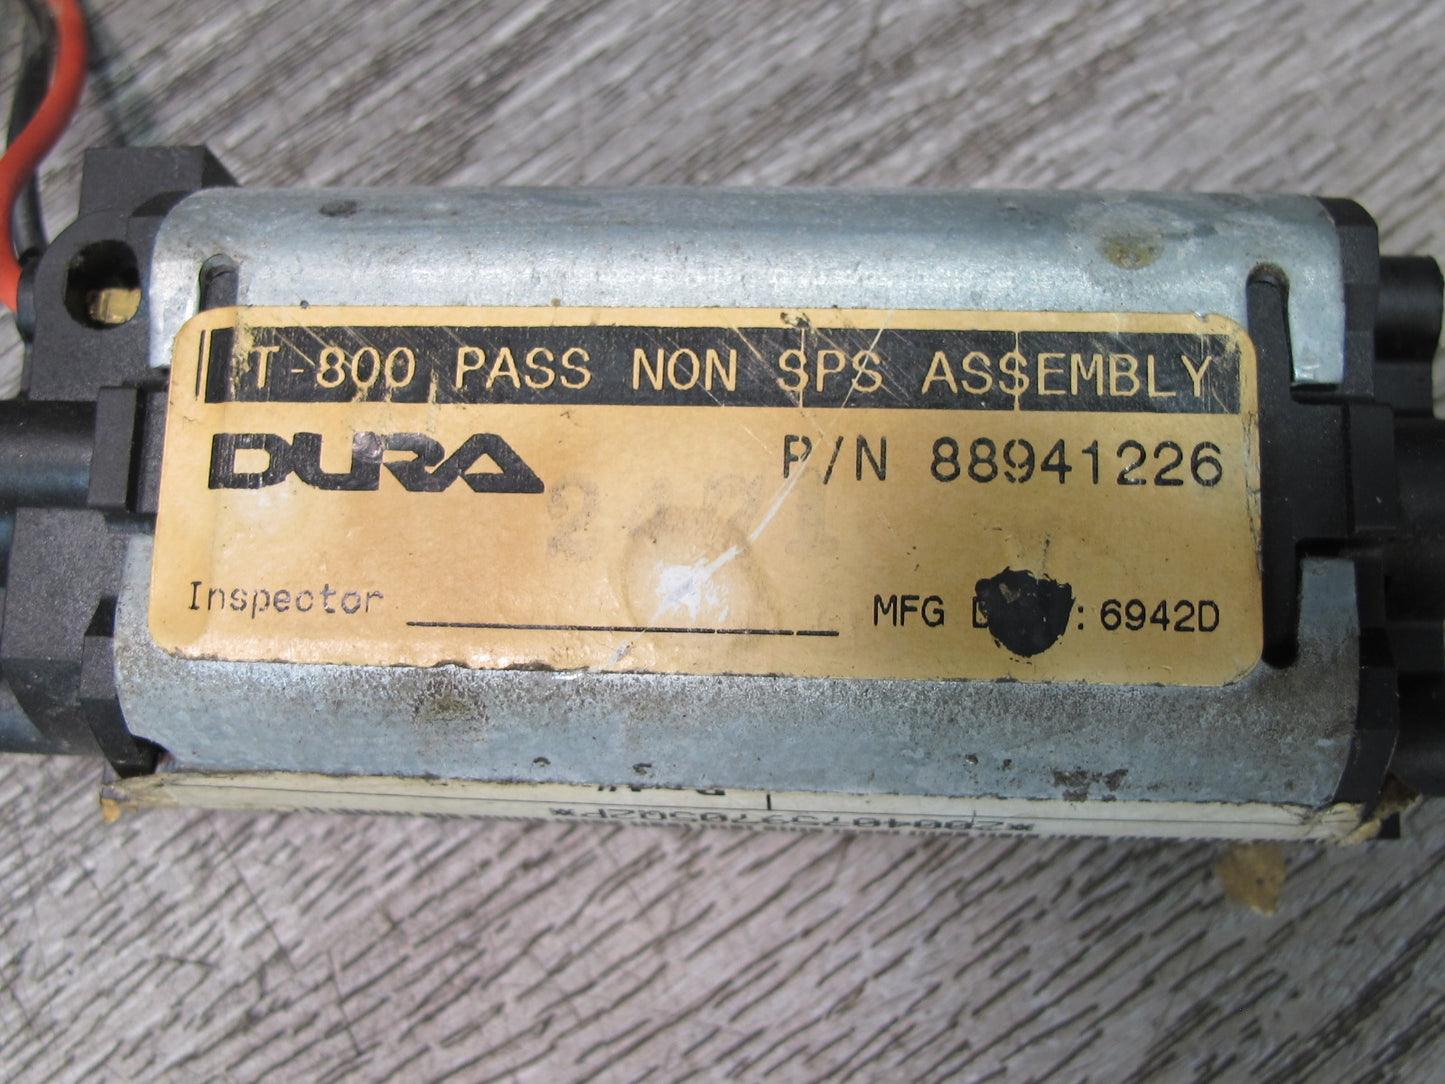 T-800 PASS NON SPS ASSEMBLY
DURA
P/N 88941226
Inspector
MFG : 6942D